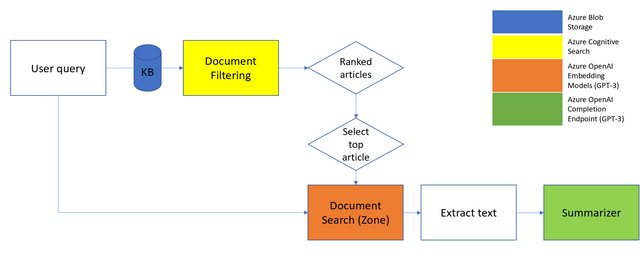 User query
KB
Document
Filtering
Ranked
articles
Select
top
article
Document
Search (Zone)
Extract text
Summarizer
Azure Blob
Storage
Azure Cognitive
Search
Azure OpenAI
Embedding
Models (GPT-3)
Azure OpenAI
Completion
Endpoint (GPT-3)